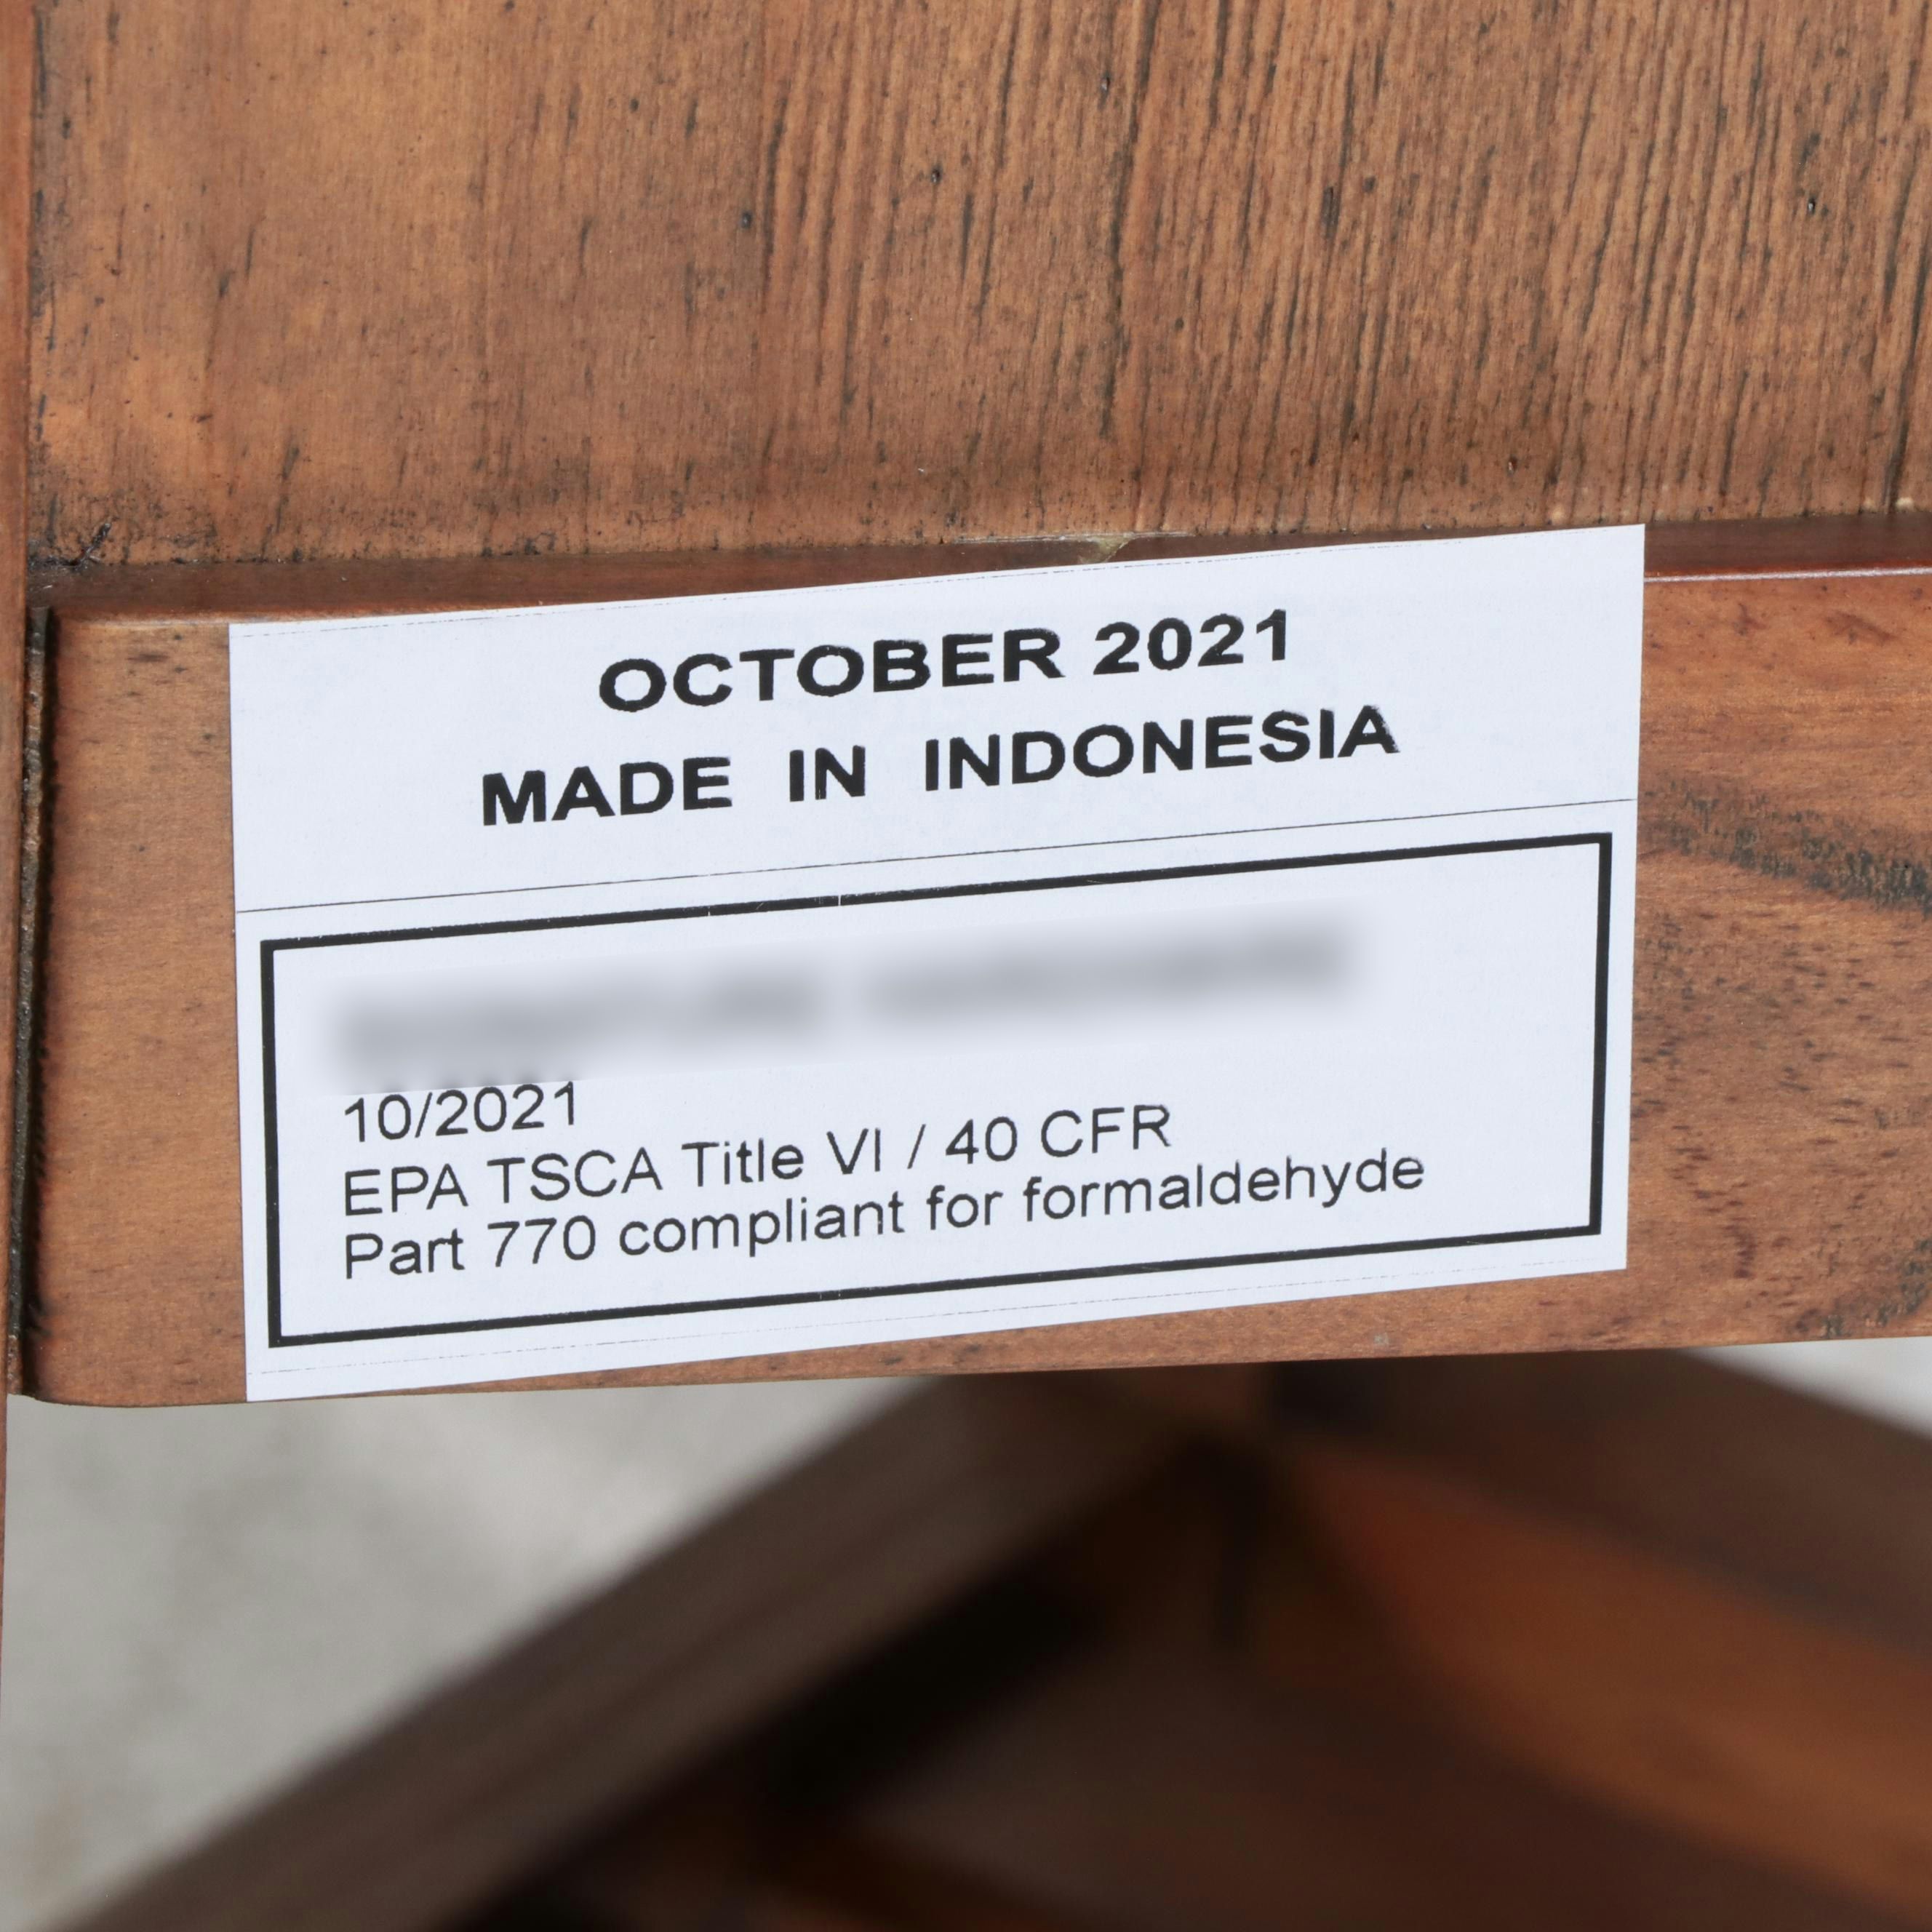 OCTOBER 2021
MADE IN INDONESIA
10/2021
EPA TSCA Title VI / 40 CFR
Part 770 compliant for formaldehyde